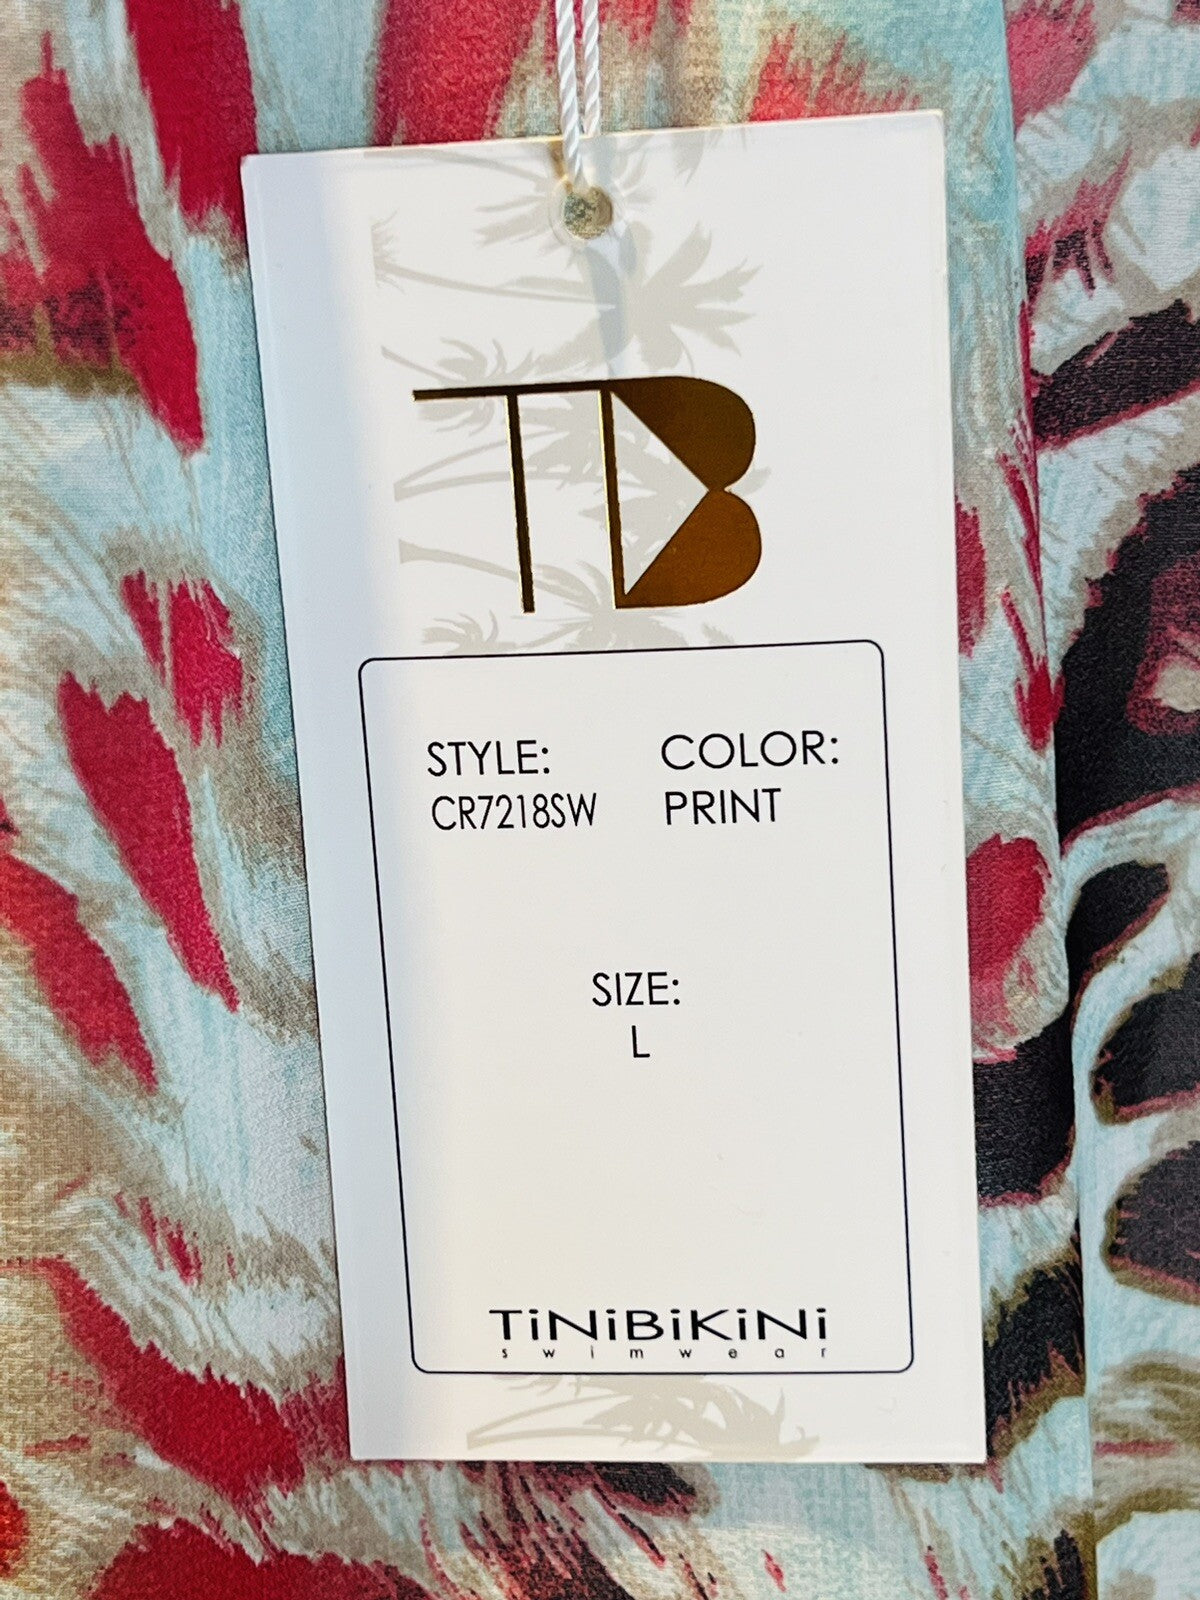 TB
STYLE: COLOR:
CR7218SW PRINT
SIZE:
L
TiNiBiKiNi
swimwear